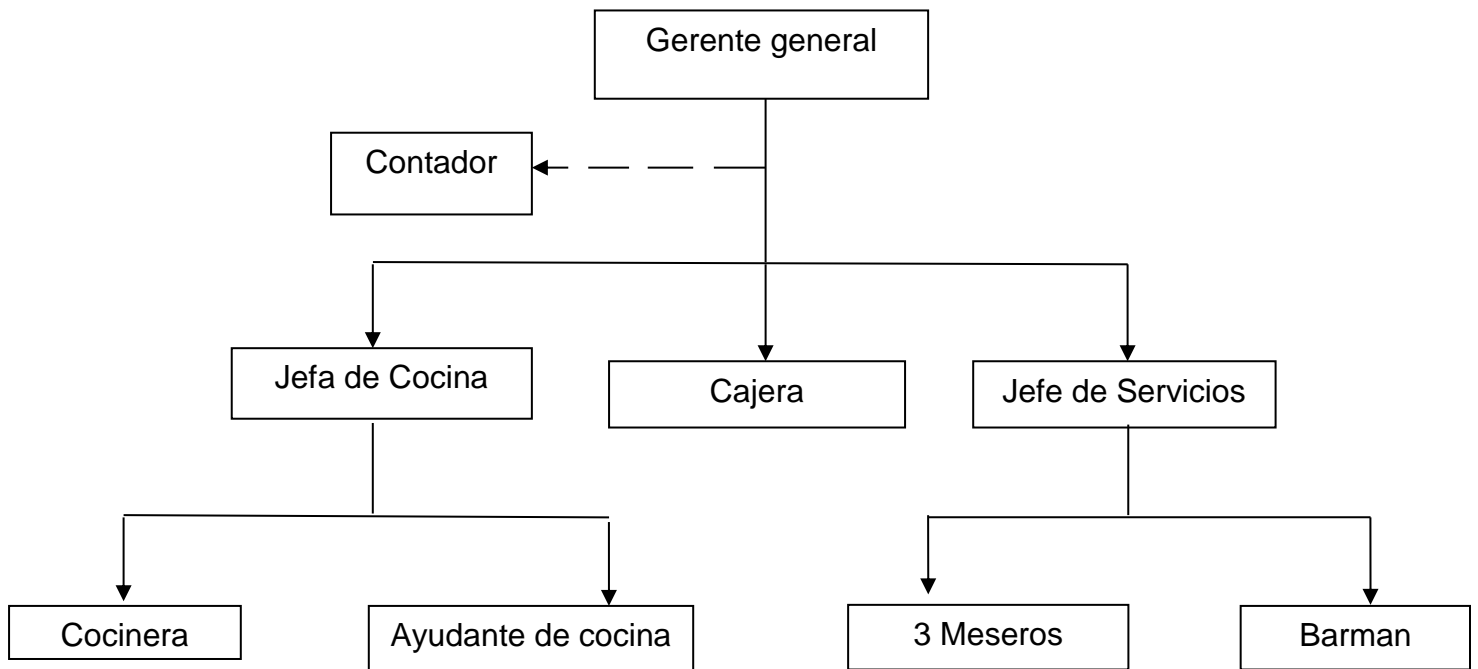 Gerente general
Contador
Jefa de Cocina
Cajera
Jefe de Servicios
Cocinera
Ayudante de cocina
3 Meseros
Barman